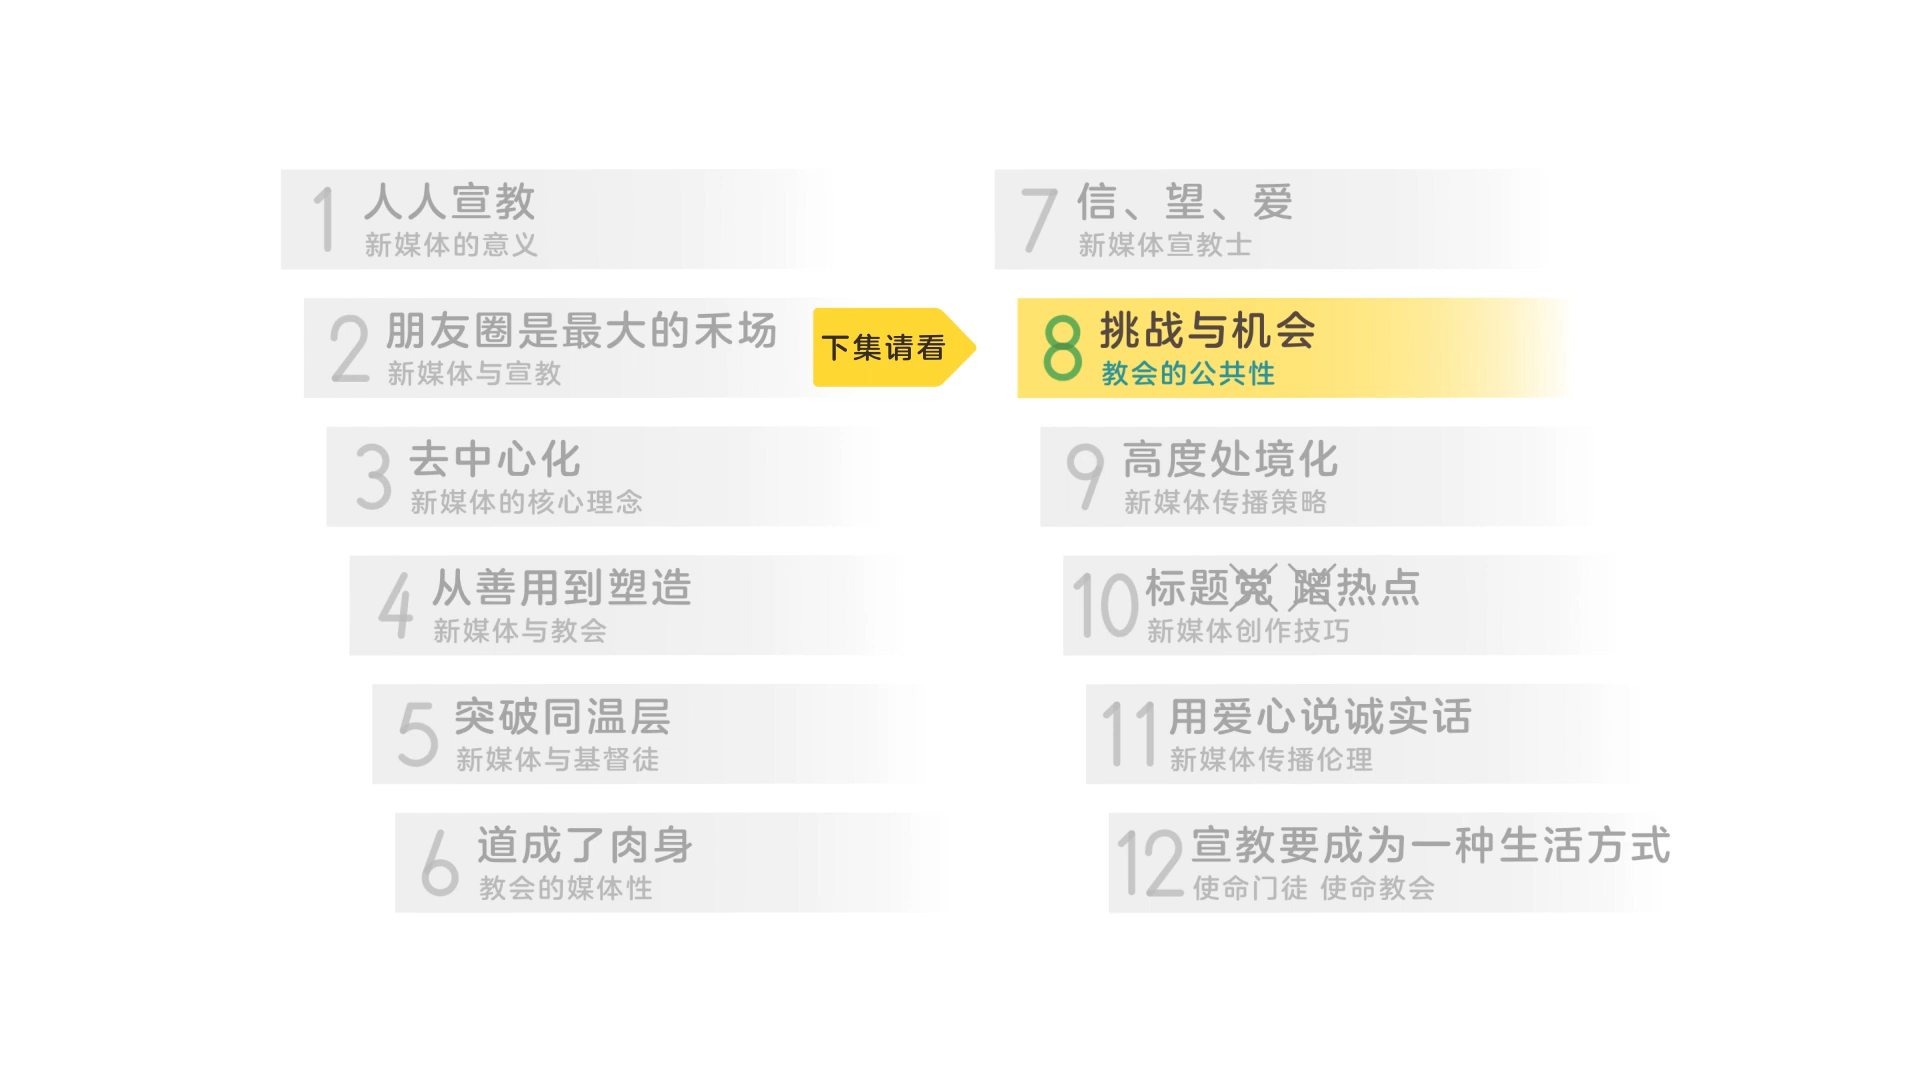 1 人人宣教
新媒体的意义
2 朋友圈是最大的禾场
新媒体与宣教
3 去中心化
新媒体的核心理念
4 从善用到塑造
新媒体与教会
5 突破同温层
新媒体与基督徒
6 道成了肉身
教会的媒体性
7 信、望、爱
新媒体宣教士
下集请看
8 挑战与机会
教会的公共性
9 高度处境化
新媒体传播策略
10 标题党 蹭热点
新媒体创作技巧
11 用爱心说诚实话
新媒体传播伦理
12 宣教要成为一种生活方式
使命门徒 使命教会